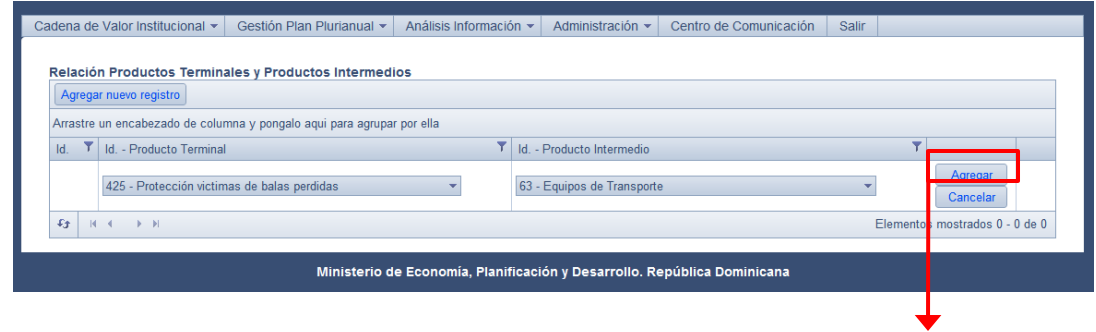 Cadena de Valor Institucional Gestión Plan Plurianual Análisis Información Administración Centro de Comunicación Salir
Relación Productos Terminales y Productos Intermedios
Agregar nuevo registro
Arrastre un encabezado de columna y pongalo aqui para agrupar por ella
Id. Id. - Producto Terminal Id. - Producto Intermedio
425 - Protección victimas de balas perdidas 63 - Equipos de Transporte Agregar
Cancelar
Elementos mostrados 0 - 0 de 0
Ministerio de Economía, Planificación y Desarrollo. República Dominicana